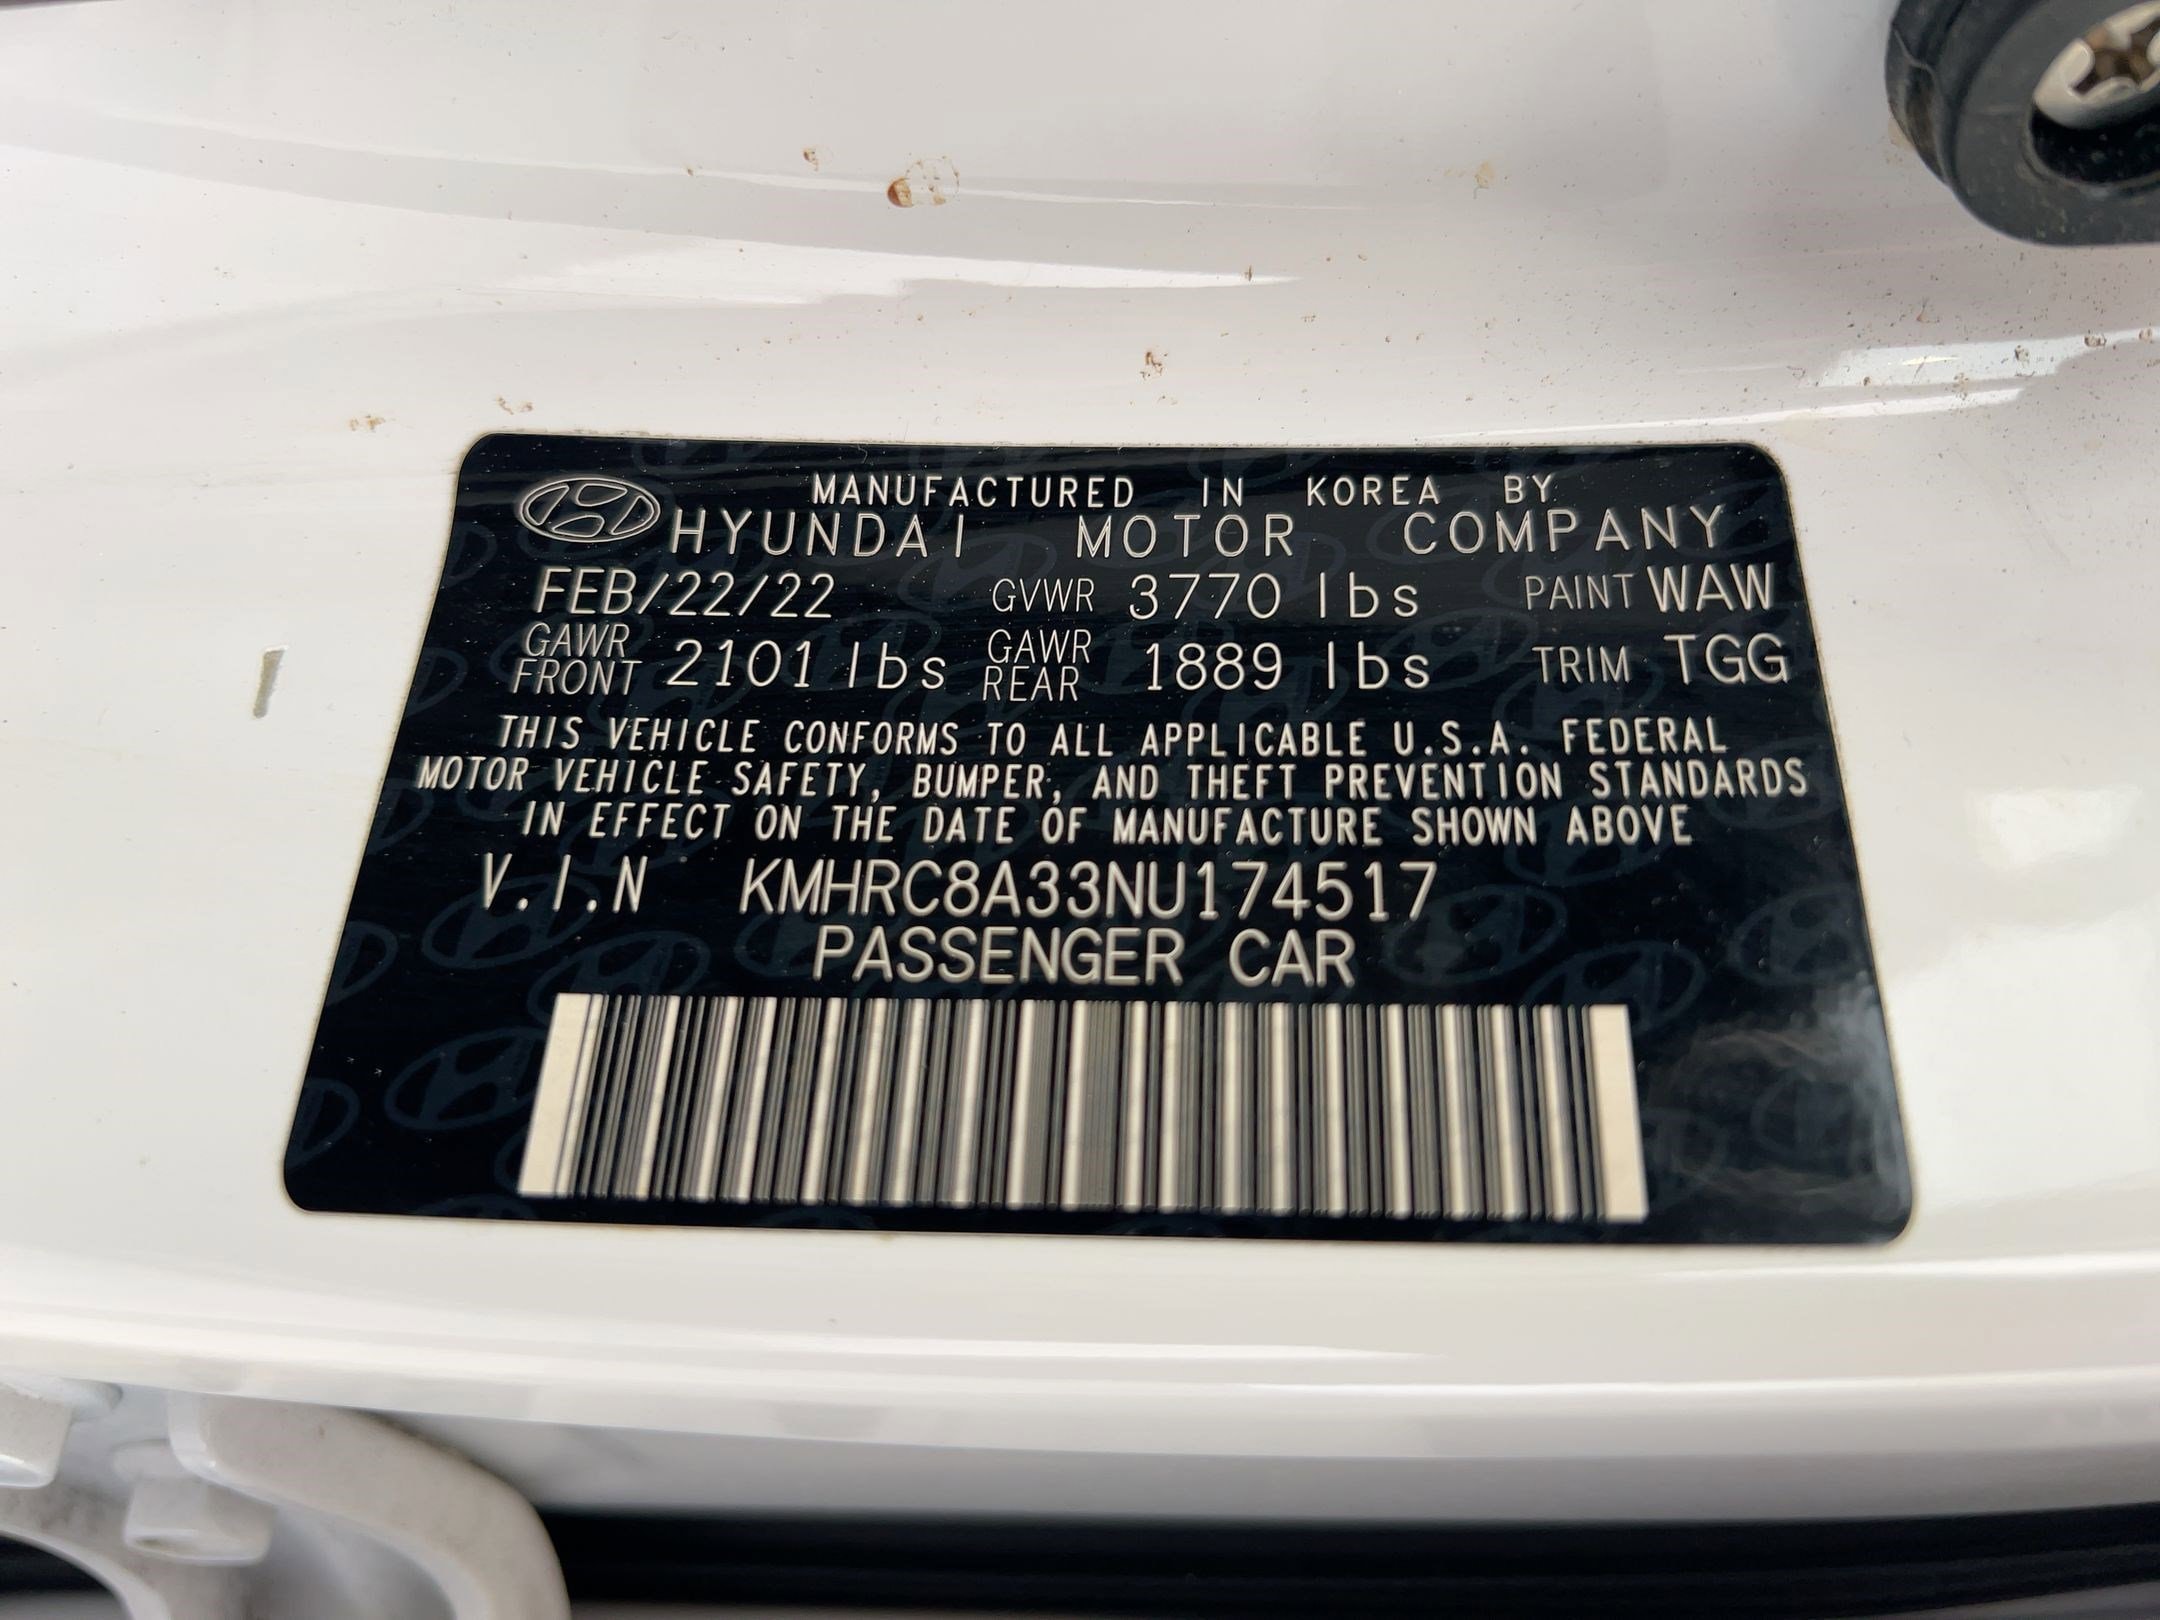 MANUFACTURED IN KOREA BY
HYUNDAI MOTOR COMPANY
FEB/22/22 GVWR 3770 lbs PAINT WAW
GAWR FRONT 2101 lbs GAWR REAR 1889 lbs TRIM TGG
THIS VEHICLE CONFORMS TO ALL APPLICABLE U.S.A. FEDERAL
MOTOR VEHICLE SAFETY, BUMPER, AND THEFT PREVENTION STANDARDS
IN EFFECT ON THE DATE OF MANUFACTURE SHOWN ABOVE
V.I.N KMHRC8A33NU174517
PASSENGER CAR